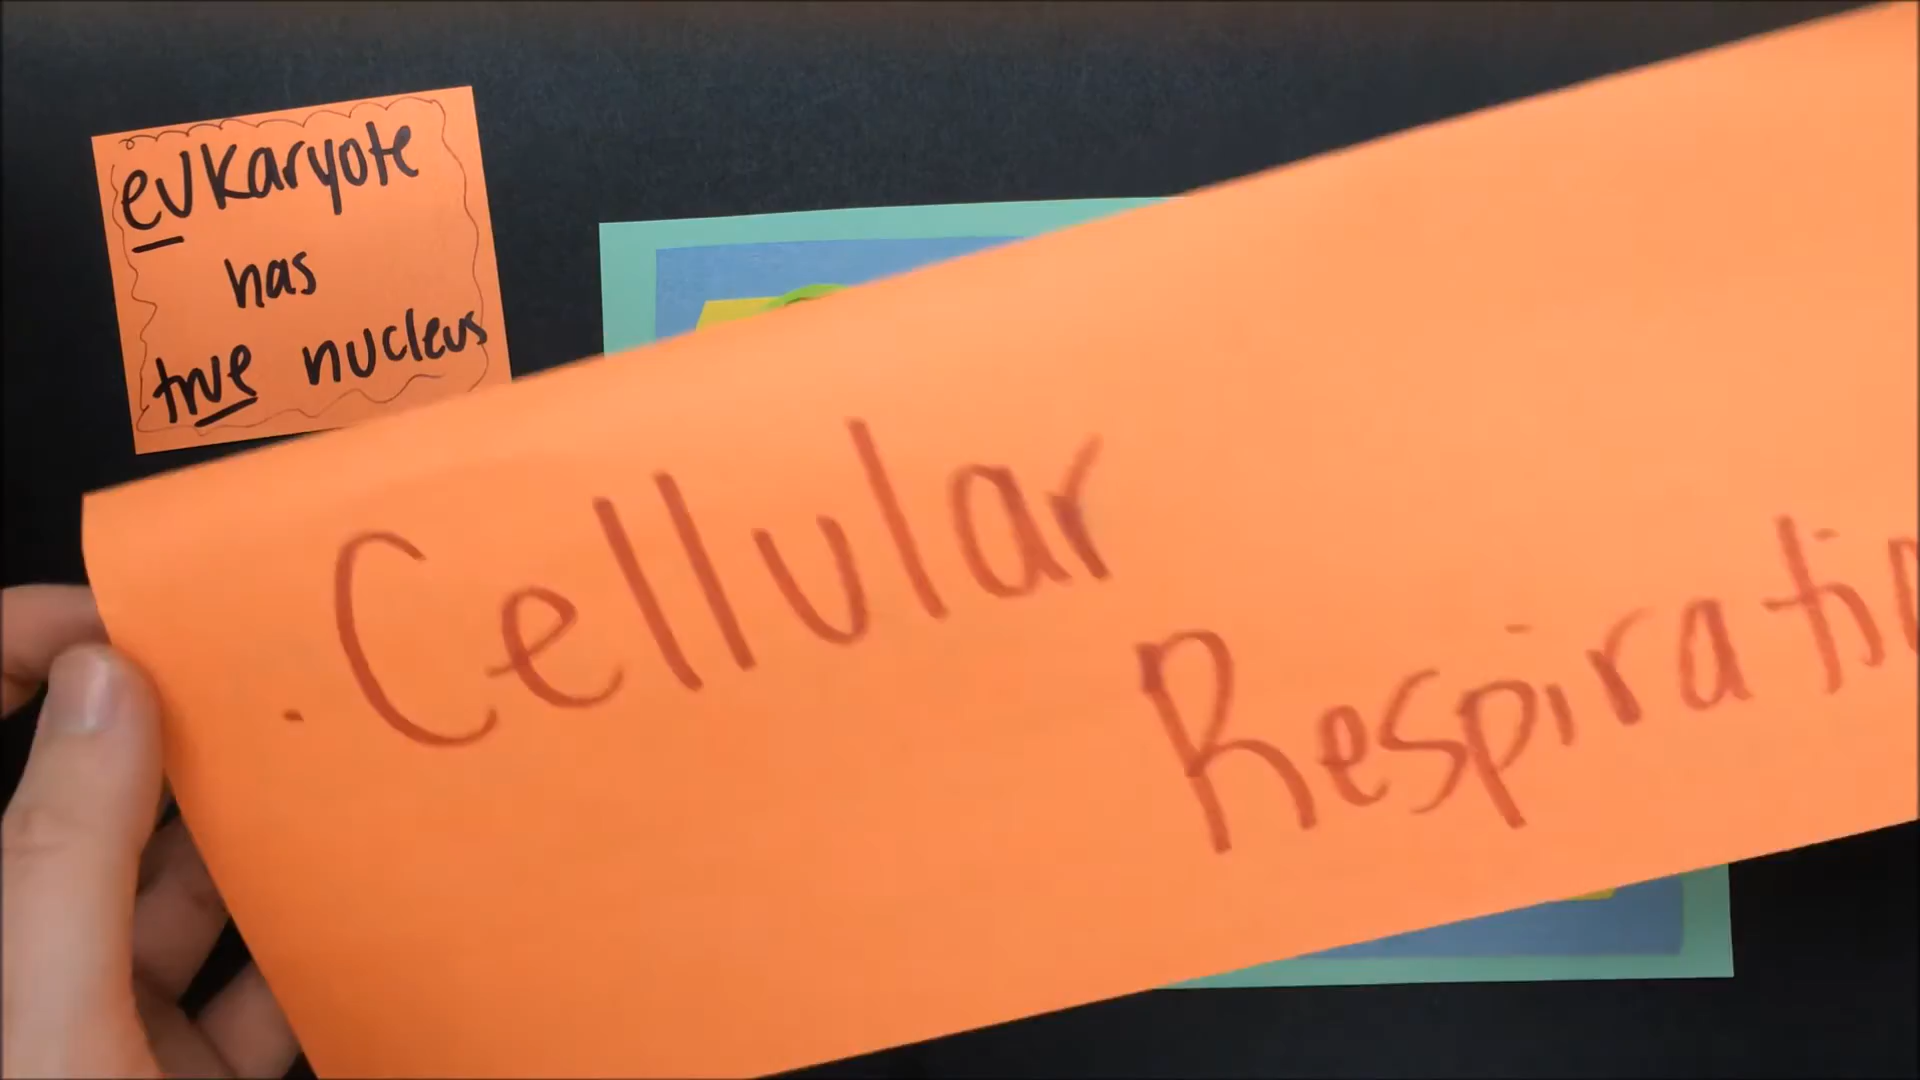 eukaryote
has
true nucleus
Cellular
Respiratio